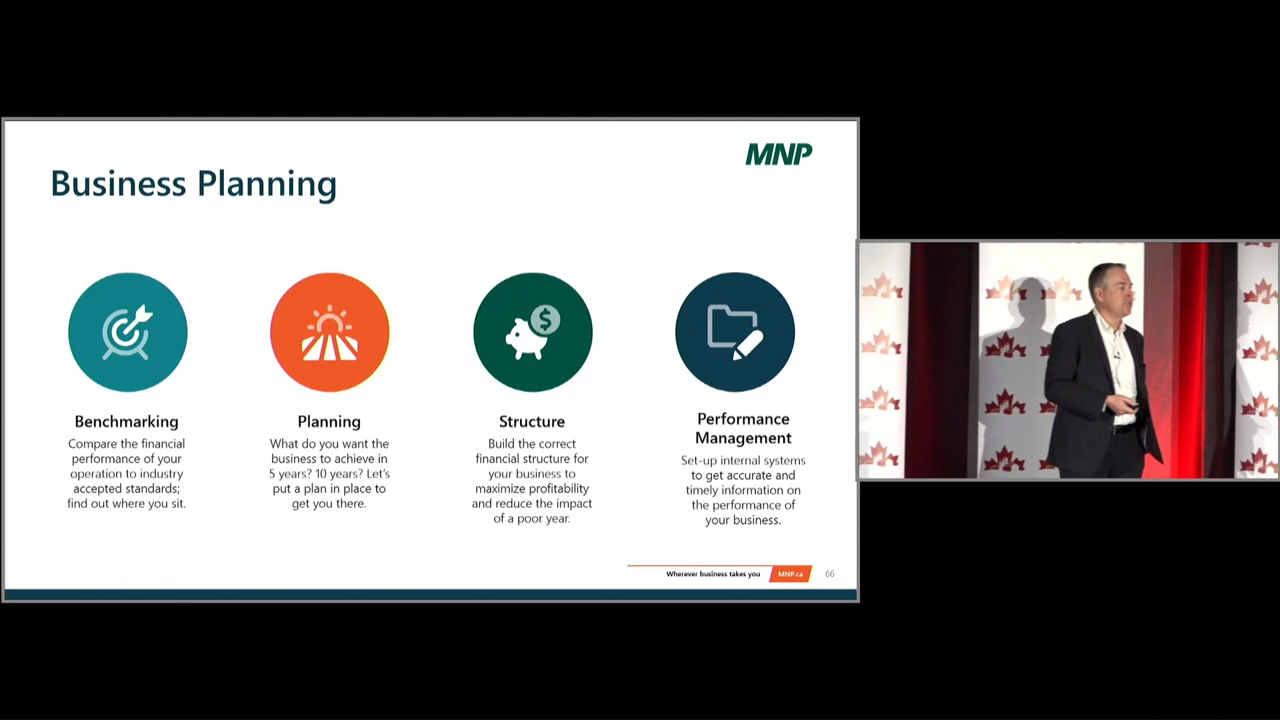 MNP
Business Planning
Benchmarking
Compare the financial
performance of your
operation to industry
accepted standards;
find out where you sit.
Planning
What do you want the
business to achieve in
5 years? 10 years? Let's
put a plan in place to
get you there.
Structure
Build the correct
financial structure for
your business to
maximize profitability
and reduce the impact
of a poor year.
Performance
Management
Set-up internal systems
to get accurate and
timely information on
the performance of
your business.
Wherever business takes you
MNP.ca
66